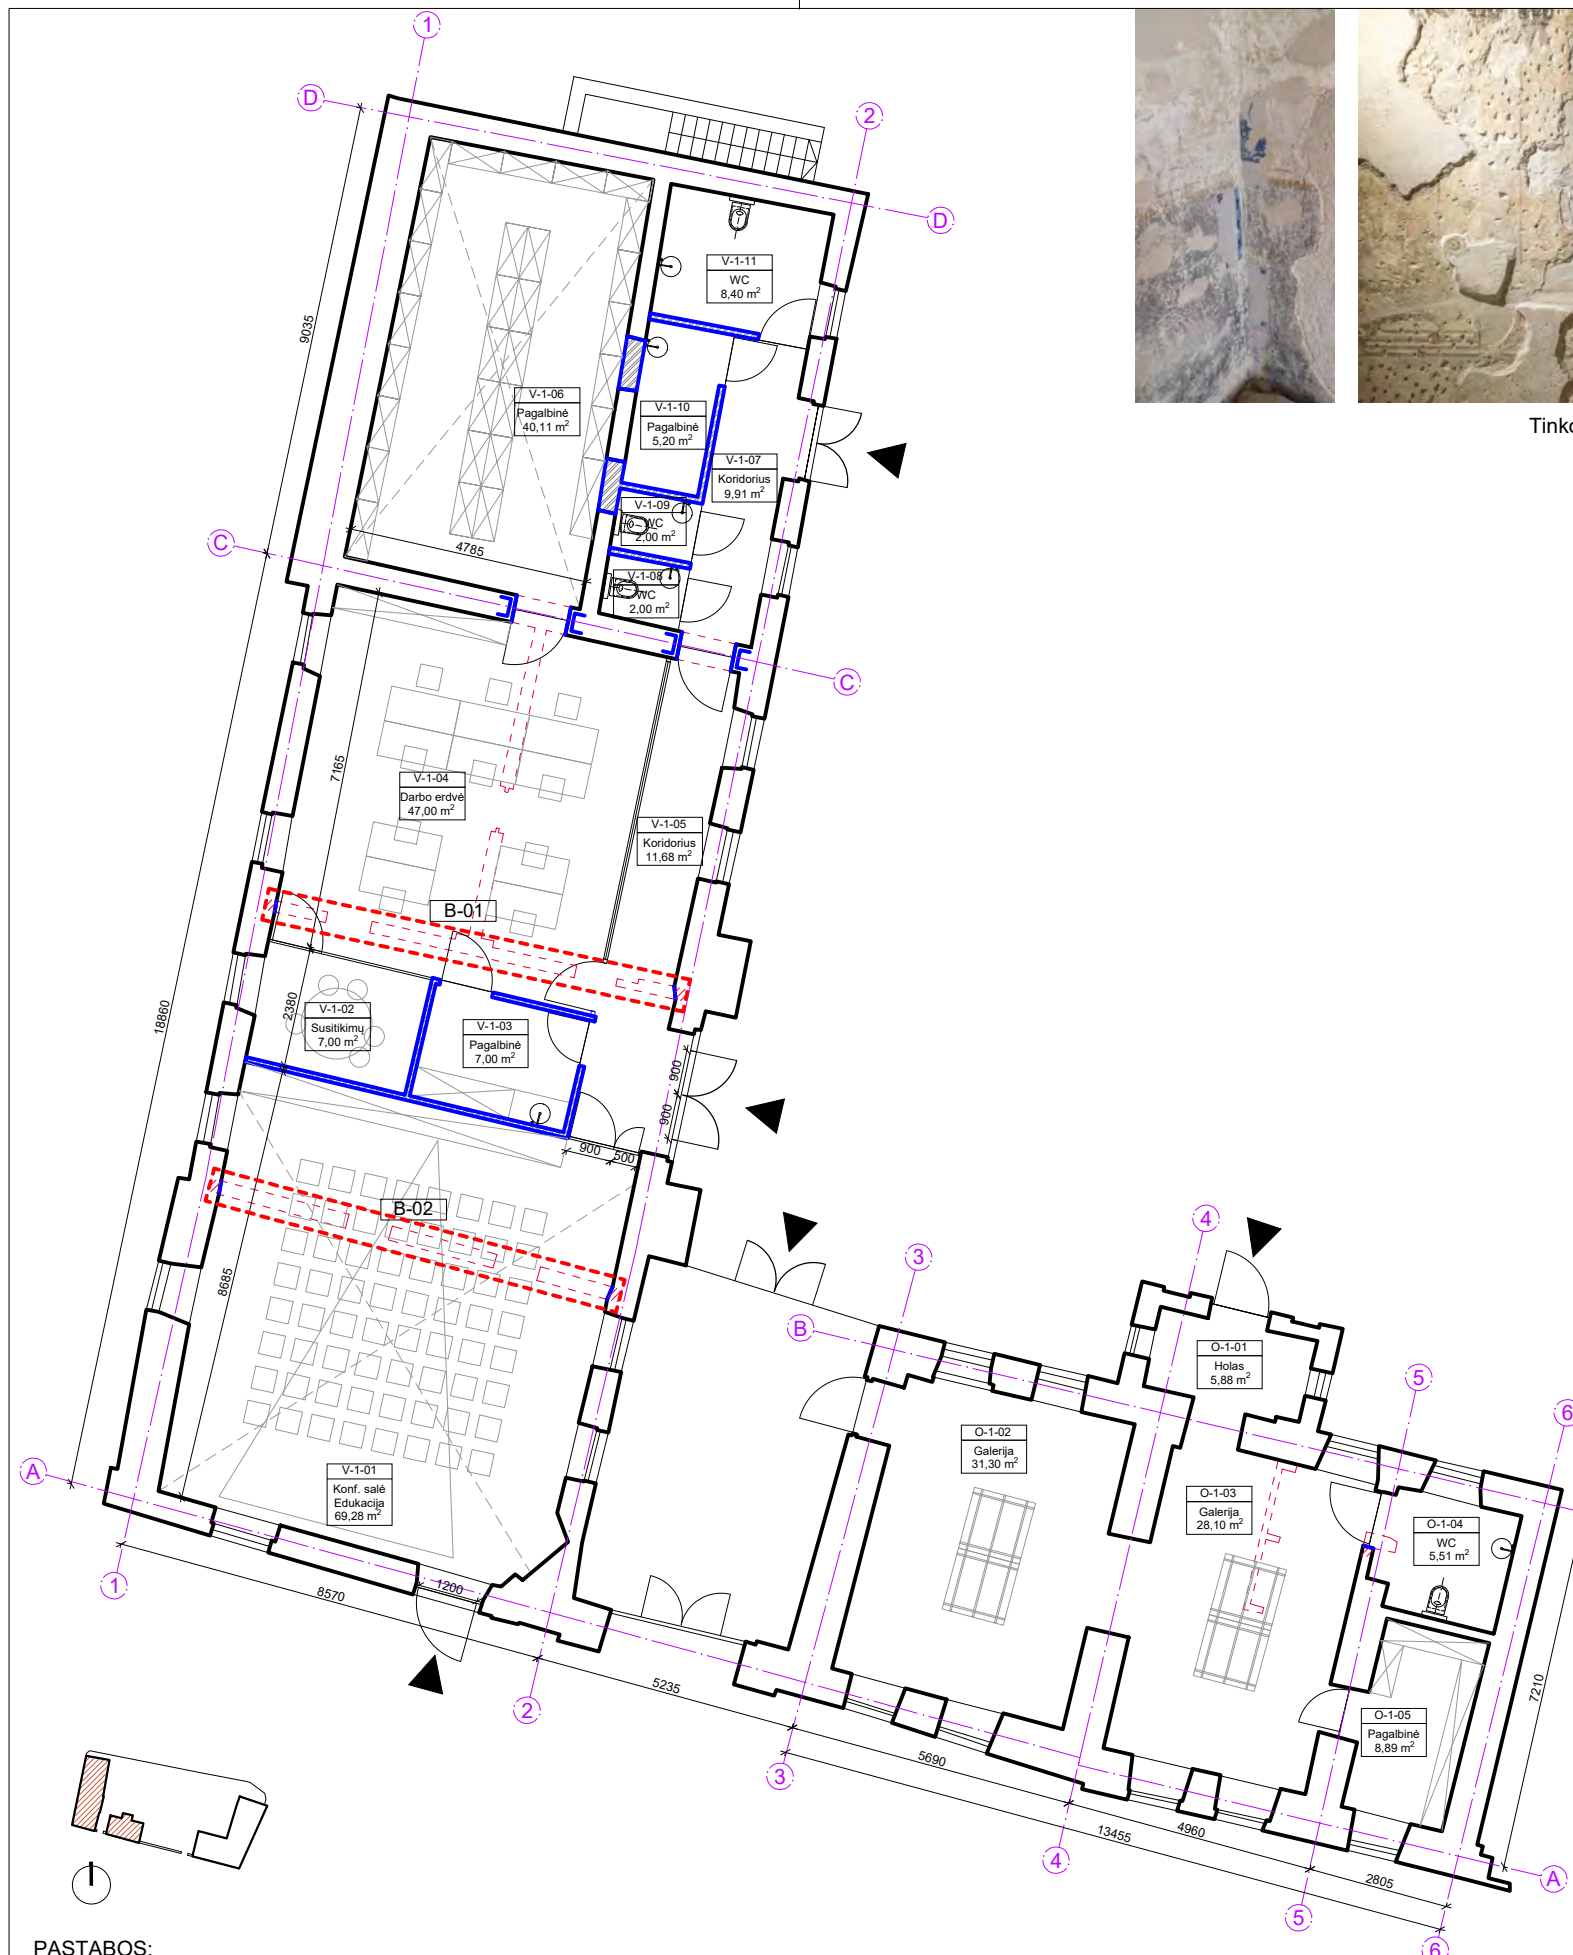 1
D
2
D
9035
V-1-11
WC
8,40 m²
V-1-06
Pagalbinė
40,11 m²
V-1-10
Pagalbinė
5,20 m²
V-1-07
Koridorius
9,91 m²
V-1-09
WC
2,00 m²
V-1-08
WC
2,00 m²
C
4785
C
7165
V-1-04
Darbo erdvė
47,00 m²
V-1-05
Koridorius
11,68 m²
B-01
18860
2380
V-1-02
Susitikimų
7,00 m²
V-1-03
Pagalbinė
7,00 m²
900
900
900
500
B-02
8685
V-1-01
Konf. salė
Edukacija
69,28 m²
A
1
8570
1200
2
5235
3
4
B
O-1-01
Holas
5,88 m²
5
6
O-1-02
Galerija
31,30 m²
O-1-03
Galerija
28,10 m²
O-1-04
WC
5,51 m²
O-1-05
Pagalbinė
8,89 m²
7210
3
5690
4
4960
13455
2805
5
6
A
PASTABOS: